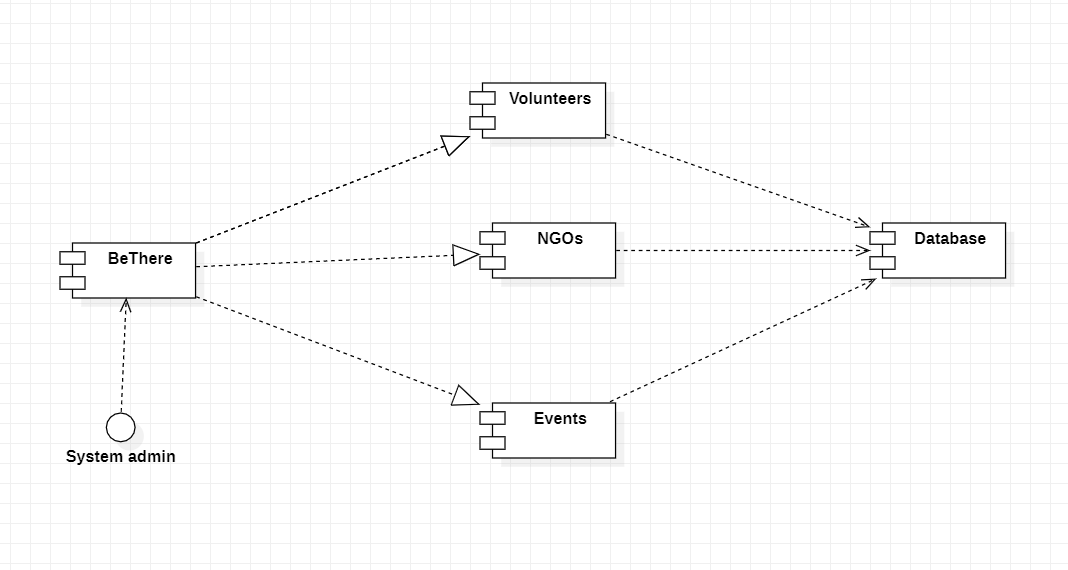 Volunteers
NGOs
Database
BeThere
Events
System admin